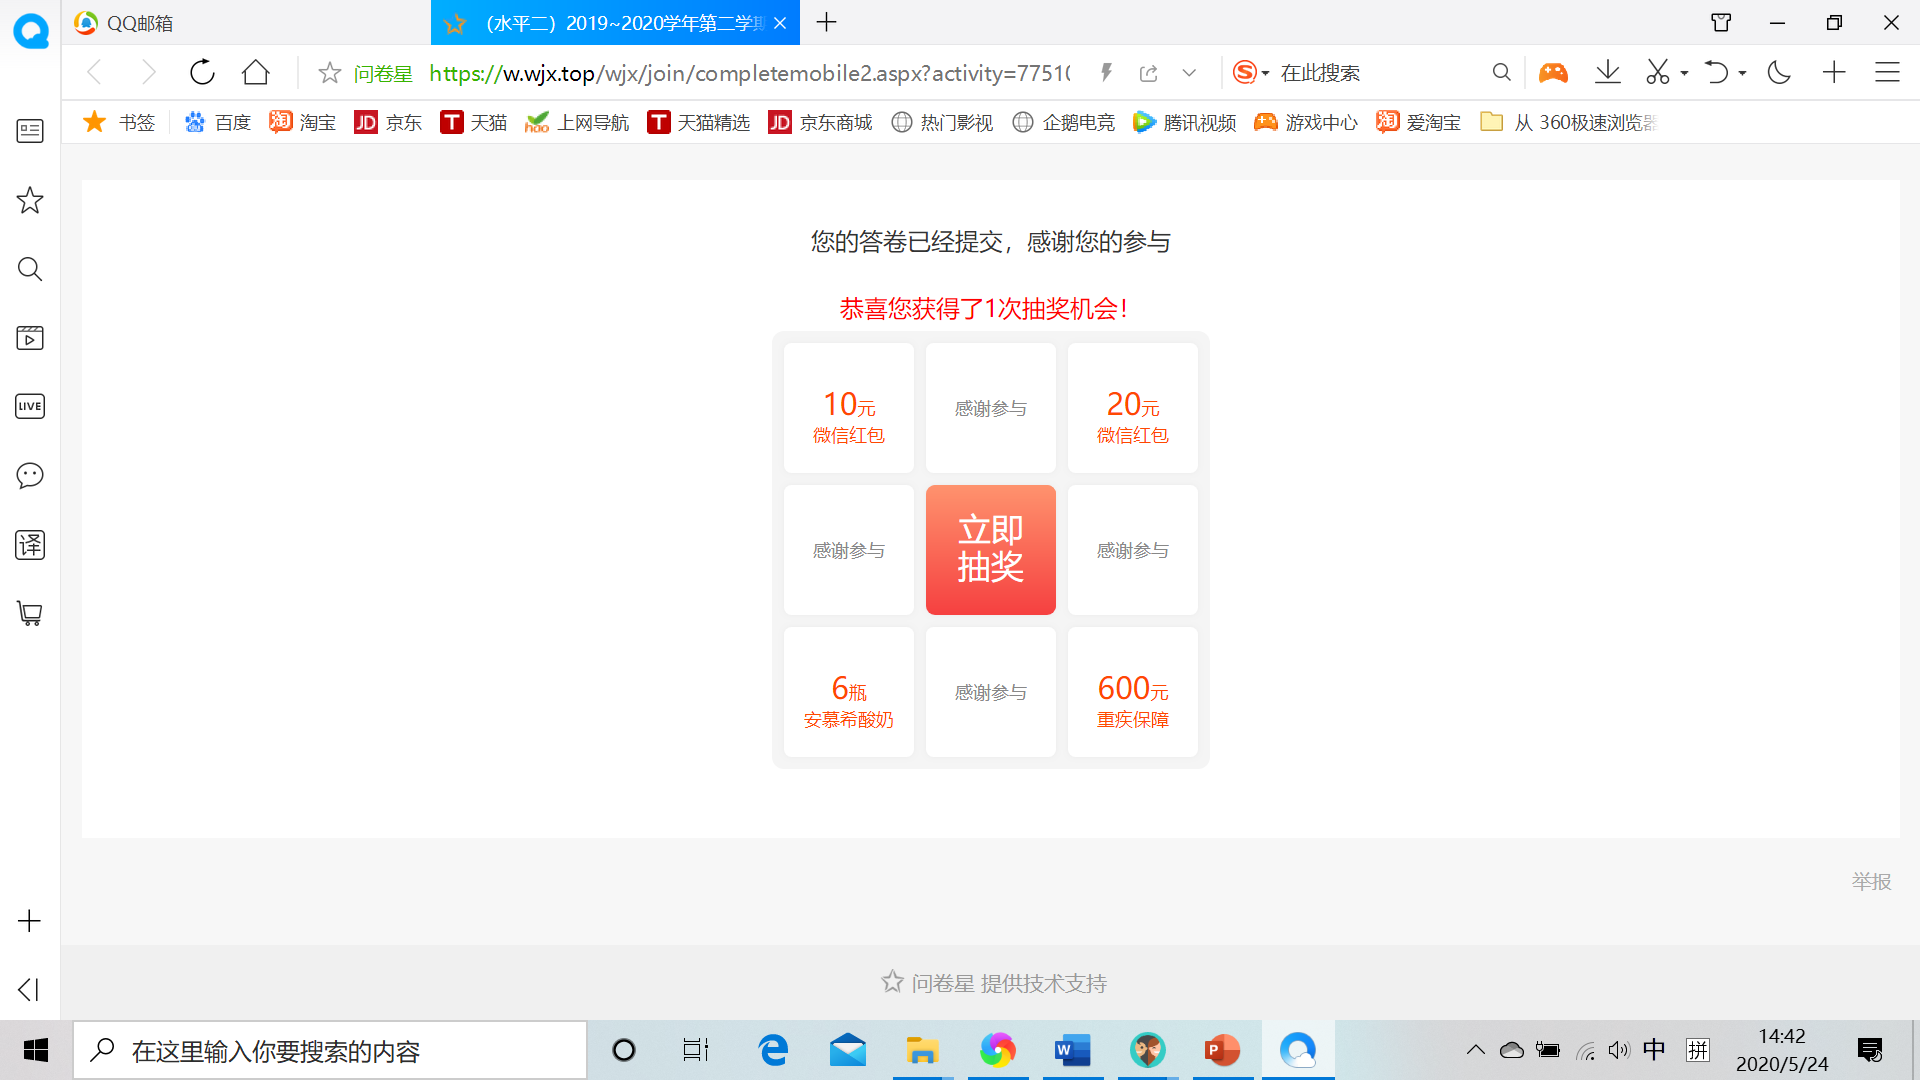 QQ邮箱
（水平二）2019~2020学年第二学期
问卷星
https://w.wjx.top/wjx/join/completemobile2.aspx?activity=7751
在此搜索
书签
百度
淘宝
京东
天猫
上网导航
天猫精选
京东商城
热门影视
企鹅电竞
腾讯视频
游戏中心
爱淘宝
从 360极速浏览器
LIVE
译
您的答卷已经提交，感谢您的参与
恭喜您获得了1次抽奖机会！
10元
微信红包
感谢参与
20元
微信红包
感谢参与
立即
抽奖
感谢参与
6瓶
安慕希酸奶
感谢参与
600元
重疾保障
举报
问卷星 提供技术支持
在这里输入你要搜索的内容
中
拼
14:42
2020/5/24